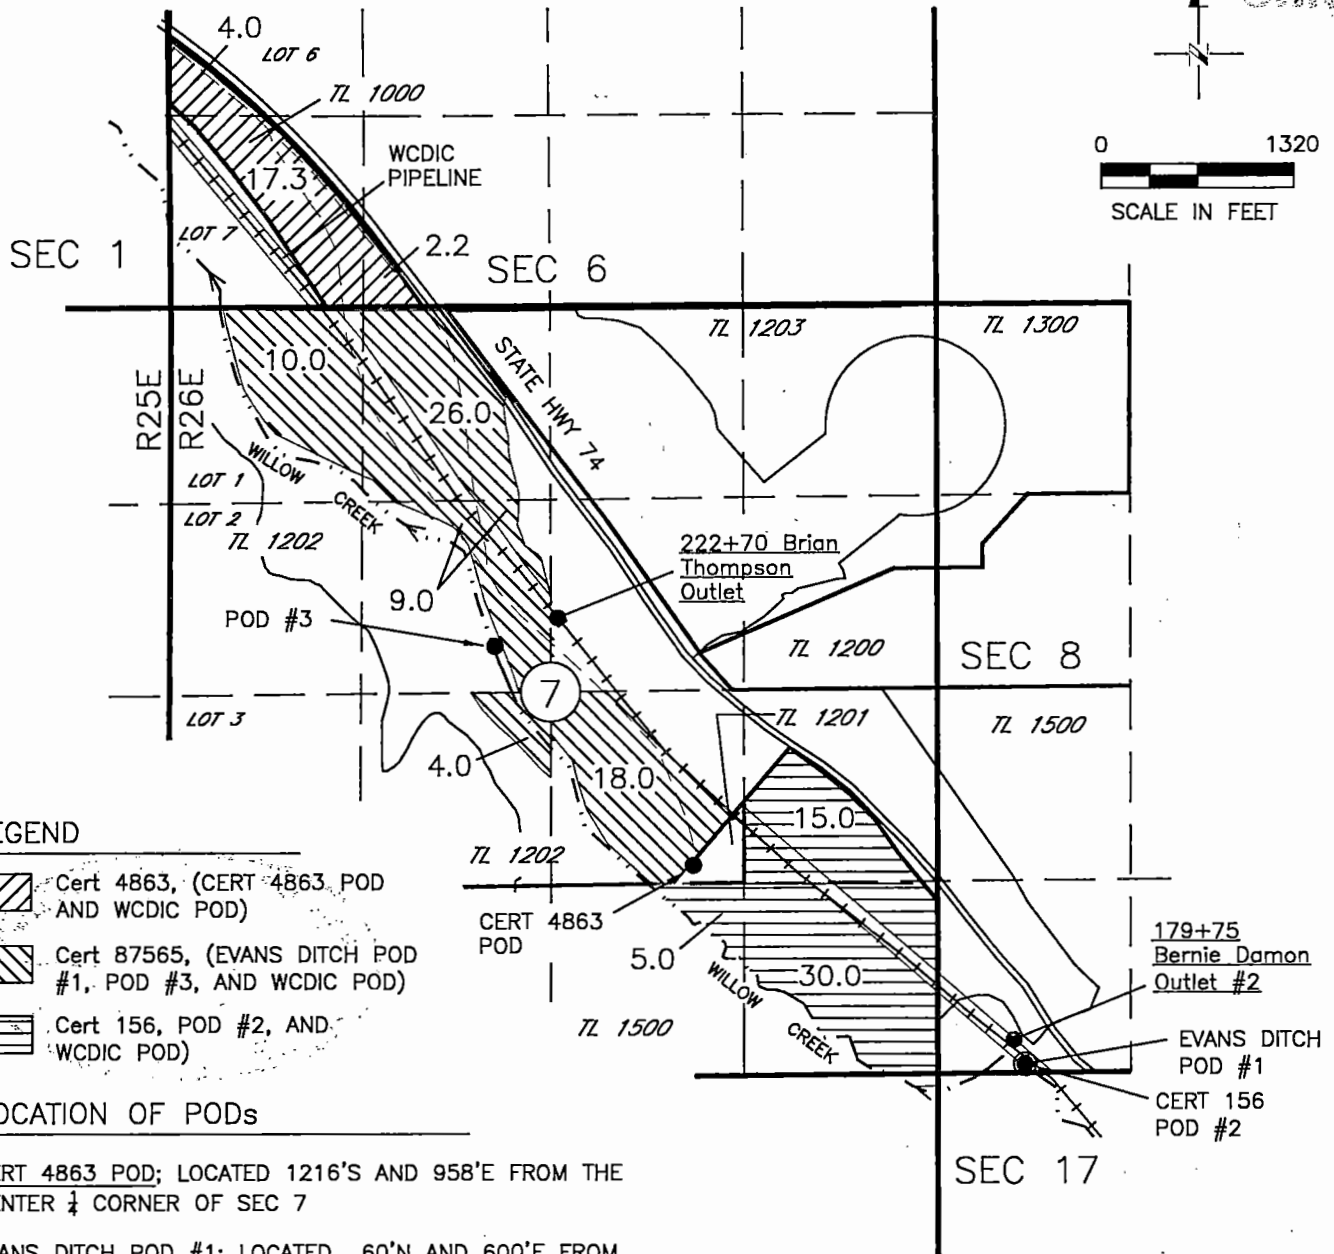 4.0
LOT 6
TL 1000
0 1320
SCALE IN FEET
WCDIC
PIPELINE
17.3
LOT 7
SEC 1
2.2
SEC 6
TL 1203
TL 1300
10.0
STATE HWY 74
R25E
R26E
26.0
WILLOW
CREEK
LOT 1
LOT 2
TL 1202
222+70 Brian
Thompson
Outlet
9.0
POD #3
TL 1200
SEC 8
7
LOT 3
TL 1201
TL 1500
4.0
18.0
15.0
LEGEND
TL 1202
Cert 4863, (CERT 4863 POD
AND WCDIC POD)
CERT 4863
POD
5.0
179+75
Bernie Damon
Outlet #2
Cert 87565, (EVANS DITCH POD
#1, POD #3, AND WCDIC POD)
30.0
WILLOW
CREEK
Cert 156, POD #2, AND
WCDIC POD)
TL 1500
EVANS DITCH
POD #1
CERT 156
POD #2
LOCATION OF PODs
SEC 17
CERT 4863 POD; LOCATED 1216'S AND 958'E FROM THE
CENTER ¼ CORNER OF SEC 7
EVANS DITCH POD #1; LOCATED 60'N AND 600'E FROM